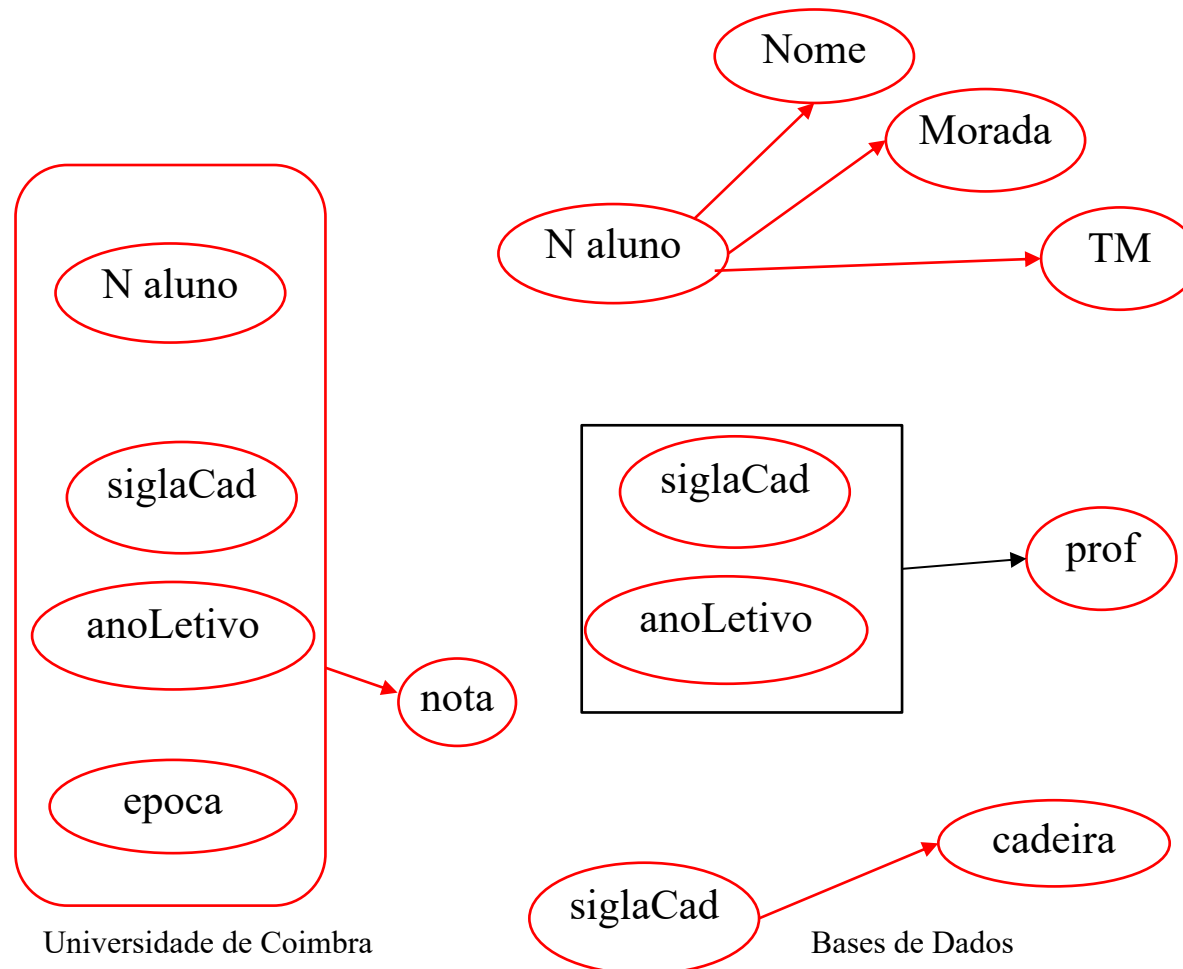 Nome
Morada
N aluno
TM
N aluno
siglaCad
anoLetivo
nota
epoca
siglaCad
anoLetivo
prof
cadeira
siglaCad
Universidade de Coimbra
Bases de Dados